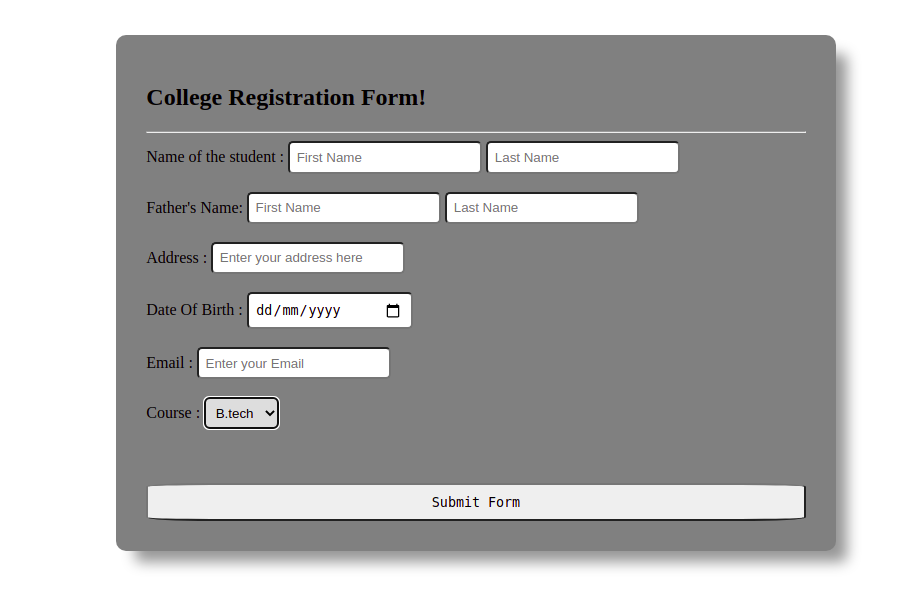 College Registration Form!
Name of the student : First Name Last Name
Father's Name: First Name Last Name
Address : Enter your address here
Date Of Birth : dd/mm/yyyy
Email : Enter your Email
Course : B.tech
Submit Form